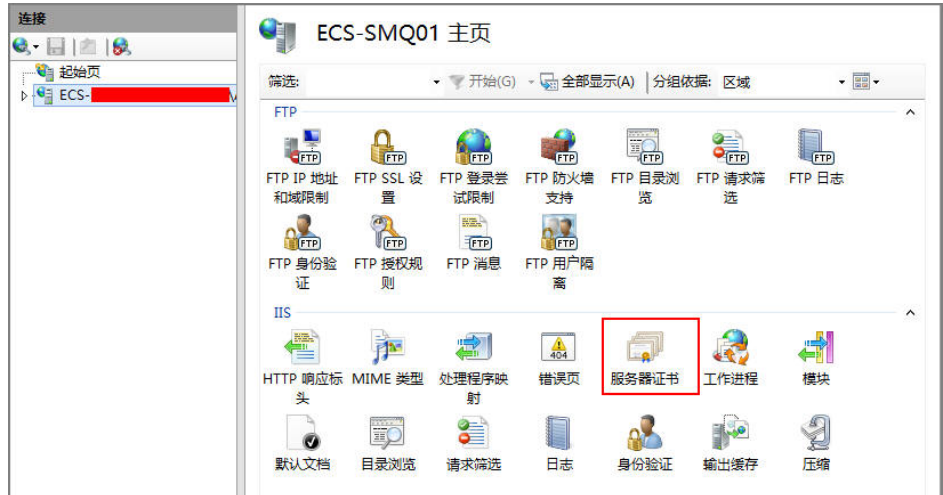 连接
ECS-SMQ01 主页
起始页
ECS-
筛选: 开始(G) 全部显示(A) 分组依据: 区域
FTP
FTP FTP FTP FTP FTP FTP FTP
FTP IP 地址 FTP SSL 设 FTP 登录尝 FTP 防火墙 FTP 目录浏 FTP 请求筛 FTP 日志
和域限制 置 试限制 支持 览 选
FTP FTP FTP FTP
FTP 身份验 FTP 授权规 FTP 消息 FTP 用户隔
证 则 离
IIS
404
HTTP 响应标 MIME 类型 处理程序映 错误页 服务器证书 工作进程 模块
头 射
默认文档 目录浏览 请求筛选 日志 身份验证 输出缓存 压缩